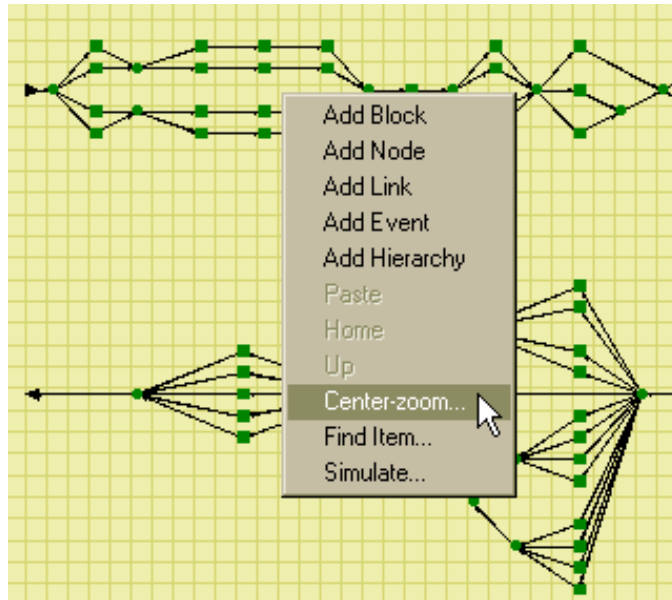 Add Block
Add Node
Add Link
Add Event
Add Hierarchy
Paste
Home
Up
Center-zoom...
Find Item...
Simulate...